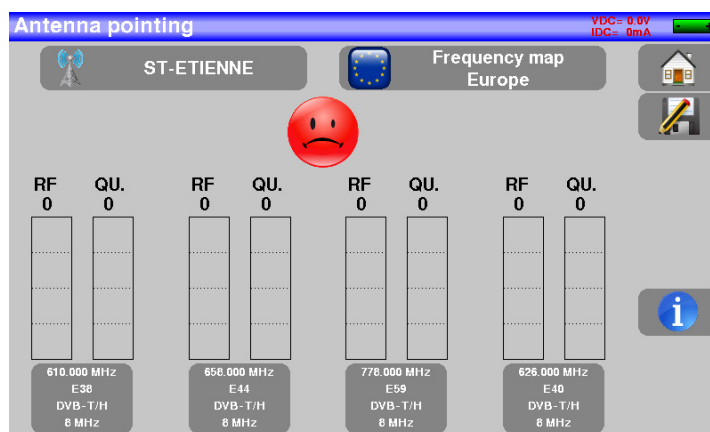 Antenna pointing
VDC= 0.0V
IDC= 0mA
ST-ETIENNE
Frequency map
Europe
RF QU. RF QU. RF QU. RF QU.
0 0 0 0 0 0 0 0
610.000 MHz 658.000 MHz 778.000 MHz 626.000 MHz
E38 E44 E59 E40
DVB-T/H DVB-T/H DVB-T/H DVB-T/H
8 MHz 8 MHz 8 MHz 8 MHz